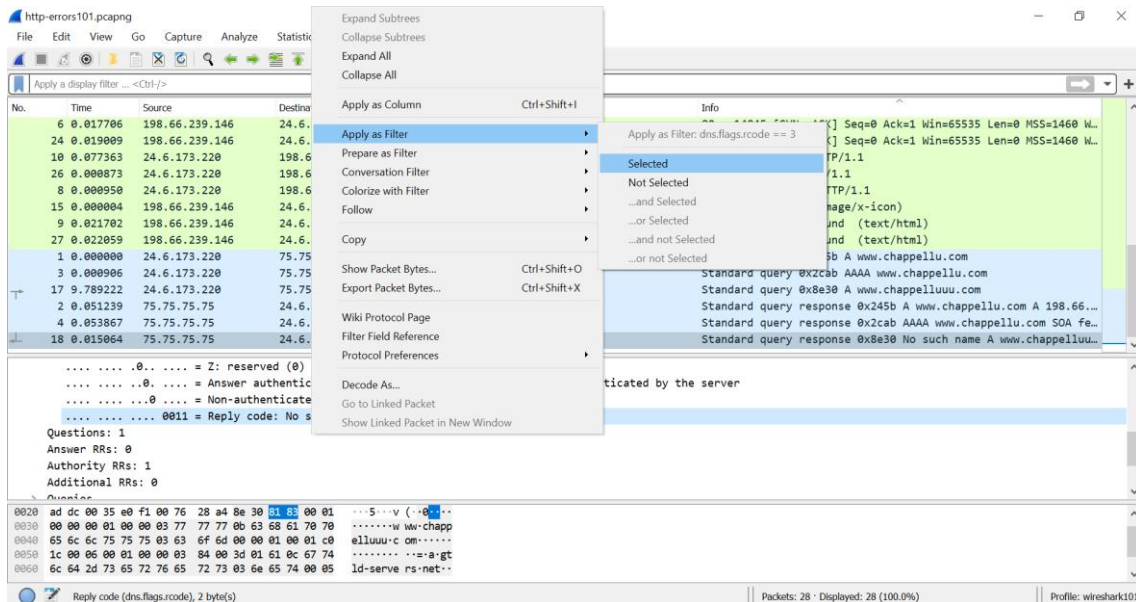 http-errors101.pcapng
File Edit View Go Capture Analyze Statistic
Apply a display filter ... <Ctrl-/>
No. Time Source Destina Info
6 0.017706 198.66.239.146 24.6. Seq=0 Ack=1 Win=65535 Len=0 MSS=1460 W…
24 0.019009 198.66.239.146 24.6. K] Seq=0 Ack=1 Win=65535 Len=0 MSS=1460 W…
10 0.077363 24.6.173.220 198.6 TP/1.1
26 0.000873 24.6.173.220 198.6 /1.1
8 0.000950 24.6.173.220 198.6 TTP/1.1
15 0.000004 198.66.239.146 24.6. mage/x-icon)
9 0.021702 198.66.239.146 24.6. und (text/html)
27 0.022059 198.66.239.146 24.6. und (text/html)
1 0.000000 24.6.173.220 75.75 5b A www.chappellu.com
3 0.000906 24.6.173.220 75.75 Standard query 0x2cab AAAA www.chappellu.com
17 9.789222 24.6.173.220 75.75 Standard query 0x8e30 A www.chappelluuu.com
2 0.051239 75.75.75.75 24.6. Standard query response 0x245b A www.chappellu.com A 198.66.…
4 0.053867 75.75.75.75 24.6. Standard query response 0x2cab AAAA www.chappellu.com SOA fe…
18 0.015064 75.75.75.75 24.6. Standard query response 0x8e30 No such name A www.chappelluu…
Expand Subtrees
Collapse Subtrees
Expand All
Collapse All
Apply as Column Ctrl+Shift+I
Apply as Filter
Prepare as Filter
Conversation Filter
Colorize with Filter
Follow
Copy
Show Packet Bytes... Ctrl+Shift+O
Export Packet Bytes... Ctrl+Shift+X
Wiki Protocol Page
Filter Field Reference
Protocol Preferences
Decode As...
Go to Linked Packet
Show Linked Packet in New Window
Apply as Filter: dns.flags.rcode == 3
Selected
Not Selected
...and Selected
...or Selected
...and not Selected
...or not Selected
.... .... .0.. .... = Z: reserved (0)
.... .... ..0. .... = Answer authentic ticated by the server
.... .... ...0 .... = Non-authenticate
.... .... .... 0011 = Reply code: No s
Questions: 1
Answer RRs: 0
Authority RRs: 1
Additional RRs: 0
Queries
0020 ad dc 00 35 e0 f1 00 76 28 a4 8e 30 81 83 00 01 ···5···v (··0····
0030 00 00 00 01 00 00 03 77 77 77 0b 63 68 61 70 70 ·······w ww·chapp
0040 65 6c 6c 75 75 75 03 63 6f 6d 00 00 01 00 01 c0 elluuu·c om······
0050 1c 00 06 00 01 00 00 03 84 00 3d 01 61 0c 67 74 ········ ··=·a·gt
0060 6c 64 2d 73 65 72 76 65 72 73 03 6e 65 74 00 05 ld-serve rs·net··
Reply code (dns.flags.rcode), 2 byte(s) Packets: 28 · Displayed: 28 (100.0%) Profile: wireshark101